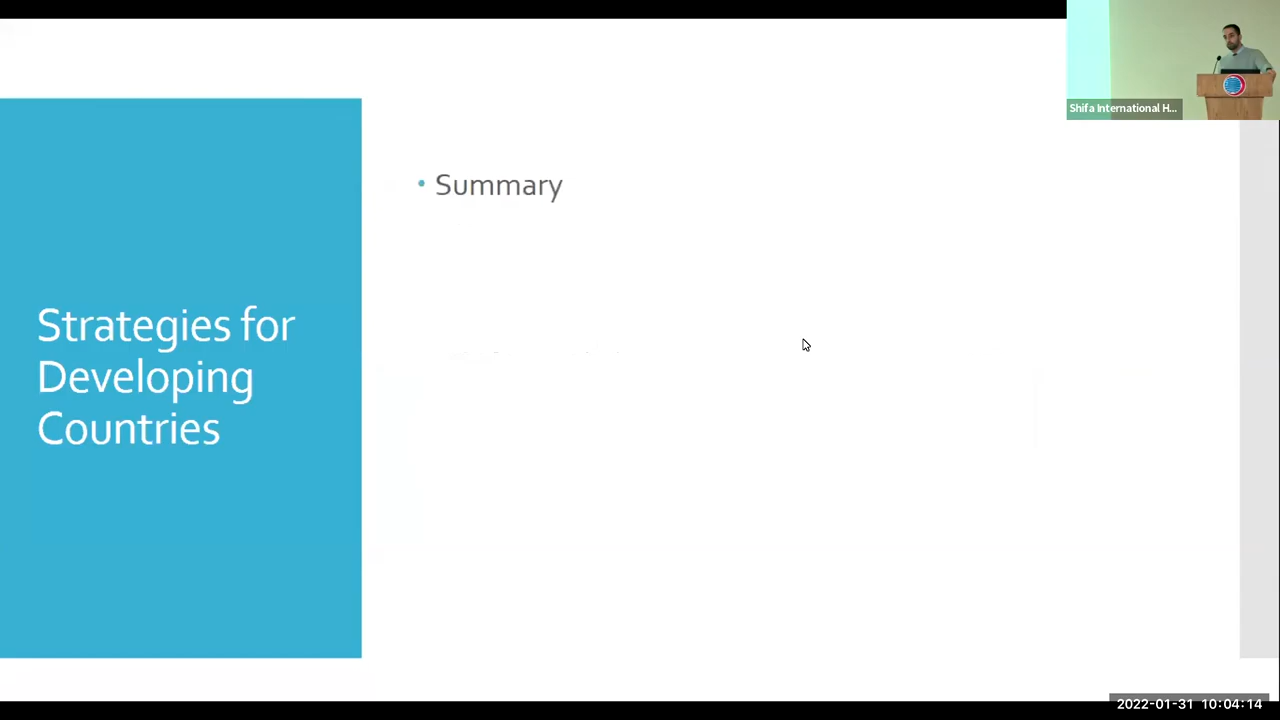 Shifa International H...
• Summary
Strategies for
Developing
Countries
2022-01-31 10:04:14